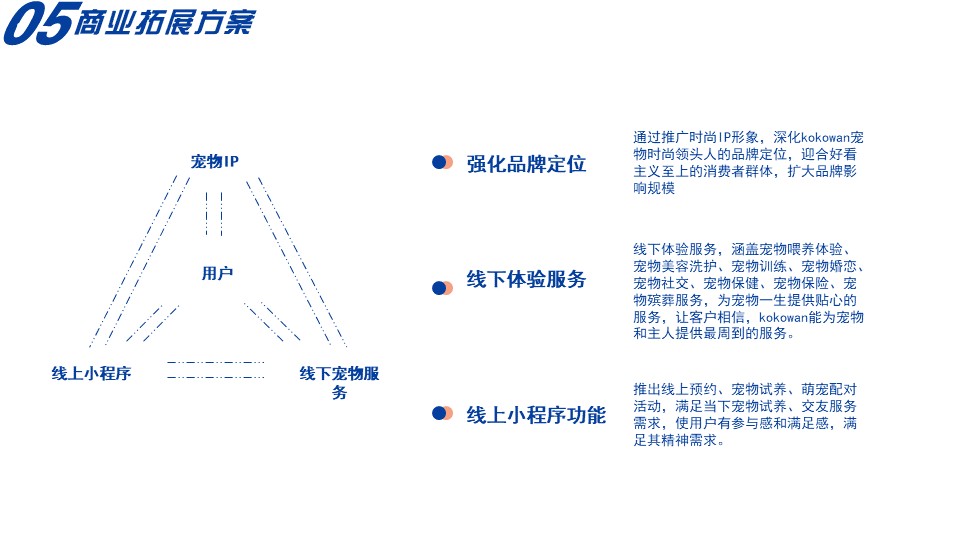 05商业拓展方案
宠物IP
用户
线上小程序
线下宠物服
务
强化品牌定位
通过推广时尚IP形象，深化kokowan宠
物时尚领头人的品牌定位，迎合好看
主义至上的消费者群体，扩大品牌影
响规模
线下体验服务
线下体验服务，涵盖宠物喂养体验、
宠物美容洗护、宠物训练、宠物婚恋、
宠物社交、宠物保健、宠物保险、宠
物殡葬服务，为宠物一生提供贴心的
服务，让客户相信，kokowan能为宠物
和主人提供最周到的服务。
线上小程序功能
推出线上预约、宠物试养、萌宠配对
活动，满足当下宠物试养、交友服务
需求，使用户有参与感和满足感，满
足其精神需求。